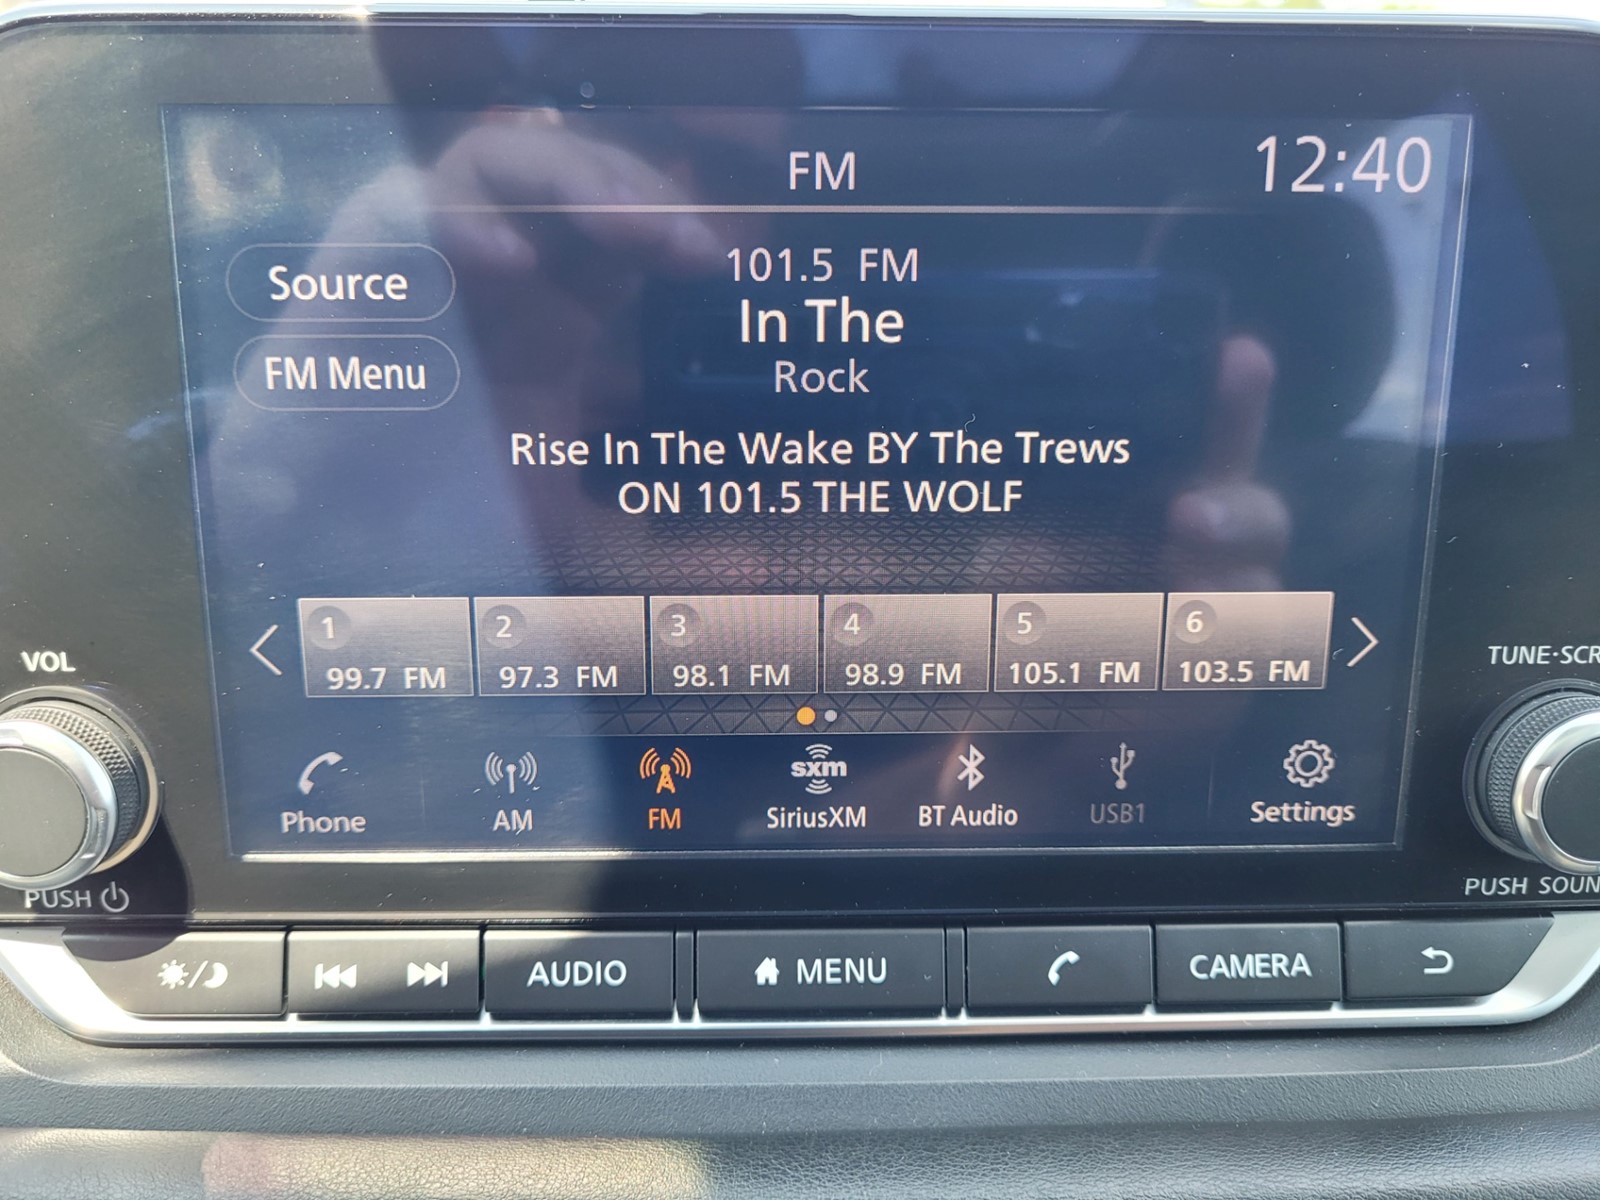 FM
12:40
Source
101.5 FM
In The
FM Menu
Rock
Rise In The Wake BY The Trews
ON 101.5 THE WOLF
1
2
3
4
5
6
99.7 FM
97.3 FM
98.1 FM
98.9 FM
105.1 FM
103.5 FM
VOL
TUNE·SCR
Phone
AM
FM
sxm
SiriusXM
BT Audio
USB1
Settings
PUSH
PUSH SOUN
AUDIO
MENU
CAMERA